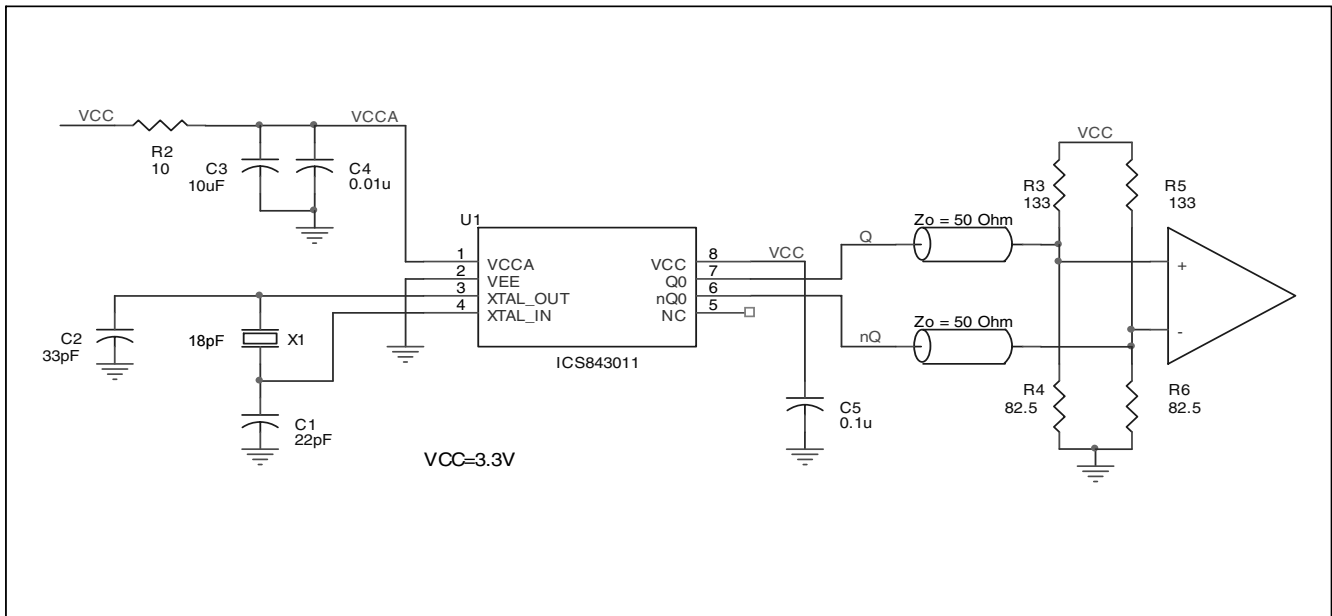 VCC
R2
10
VCCA
C3
10uF
C4
0.01u
VCC
R3
133
R5
133
U1
Zo = 50 Ohm
Q
1
VCCA
2
VEE
3
XTAL_OUT
4
XTAL_IN
8
VCC
7
Q0
6
nQ0
5
NC
VCC
+
-
C2
33pF
18pF
X1
Zo = 50 Ohm
nQ
ICS843011
R4
82.5
R6
82.5
C1
22pF
C5
0.1u
VCC=3.3V